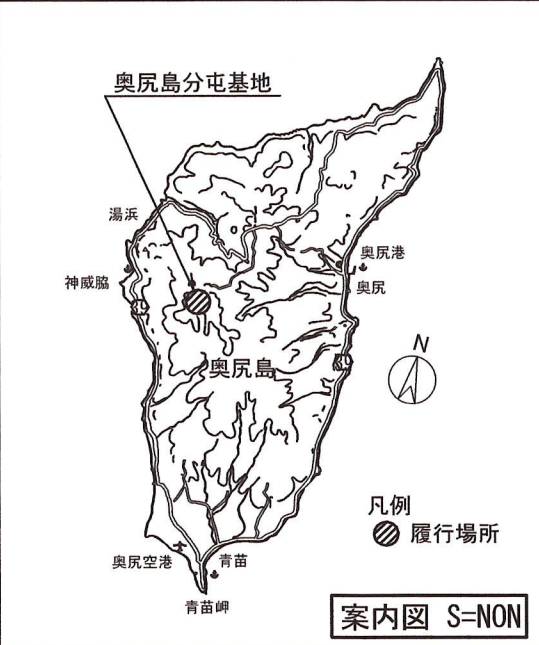 奥尻島分屯基地
湯浜
神威脇
奥尻港
奥尻
N
奥尻島
凡例
履行場所
奥尻空港
青苗
青苗岬
案内図 S=NON